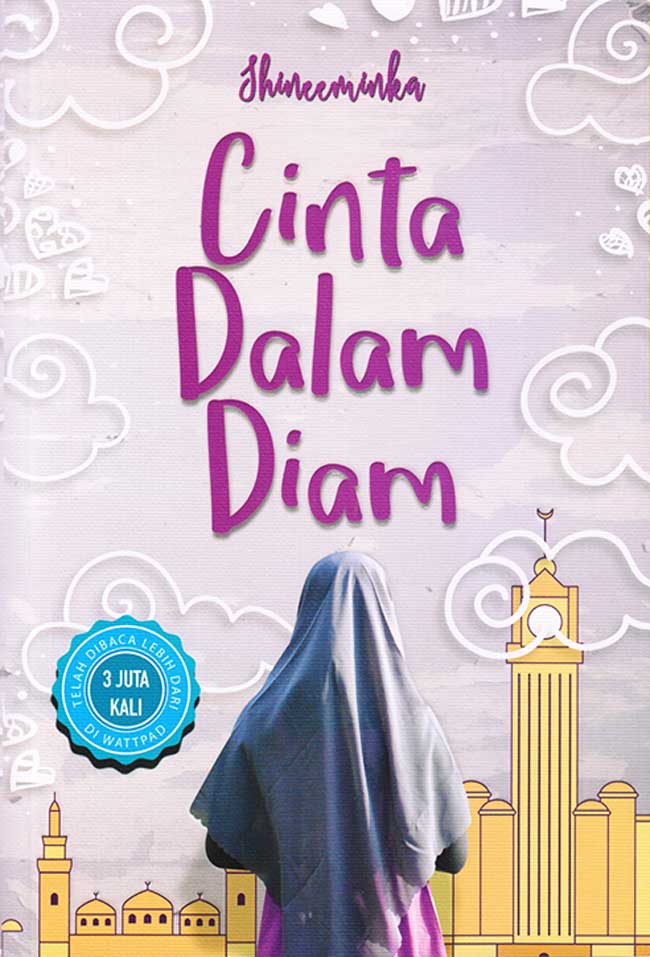 Shineeminka
Cinta
Dalam
Diam
TELAH DIBACA LEBIH DARI
3 JUTA
KALI
DI WATTPAD